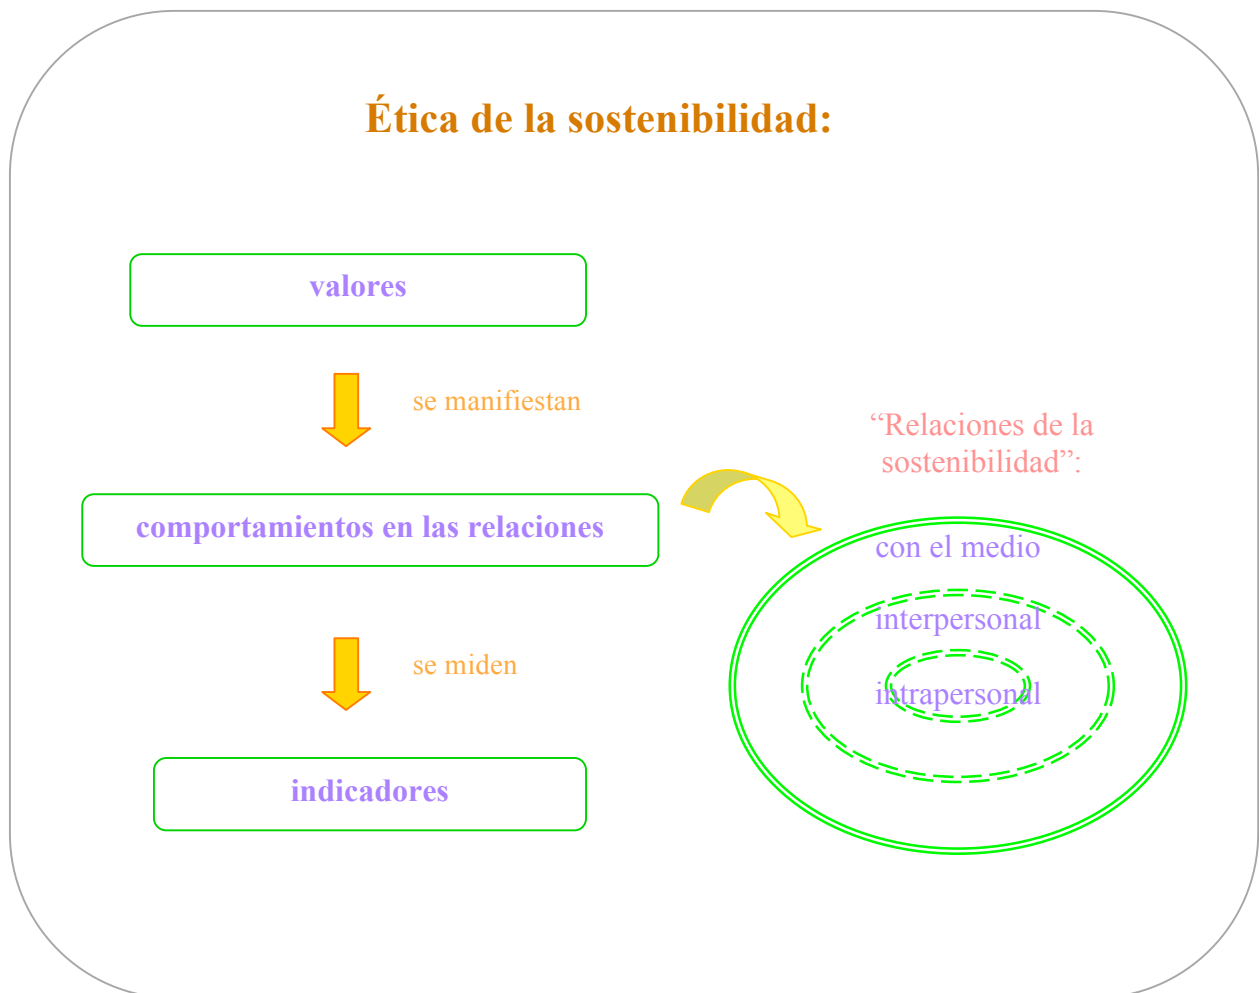 Ética de la sostenibilidad:
valores
se manifiestan
comportamientos en las relaciones
se miden
indicadores
“Relaciones de la
sostenibilidad”:
con el medio
interpersonal
intrapersonal